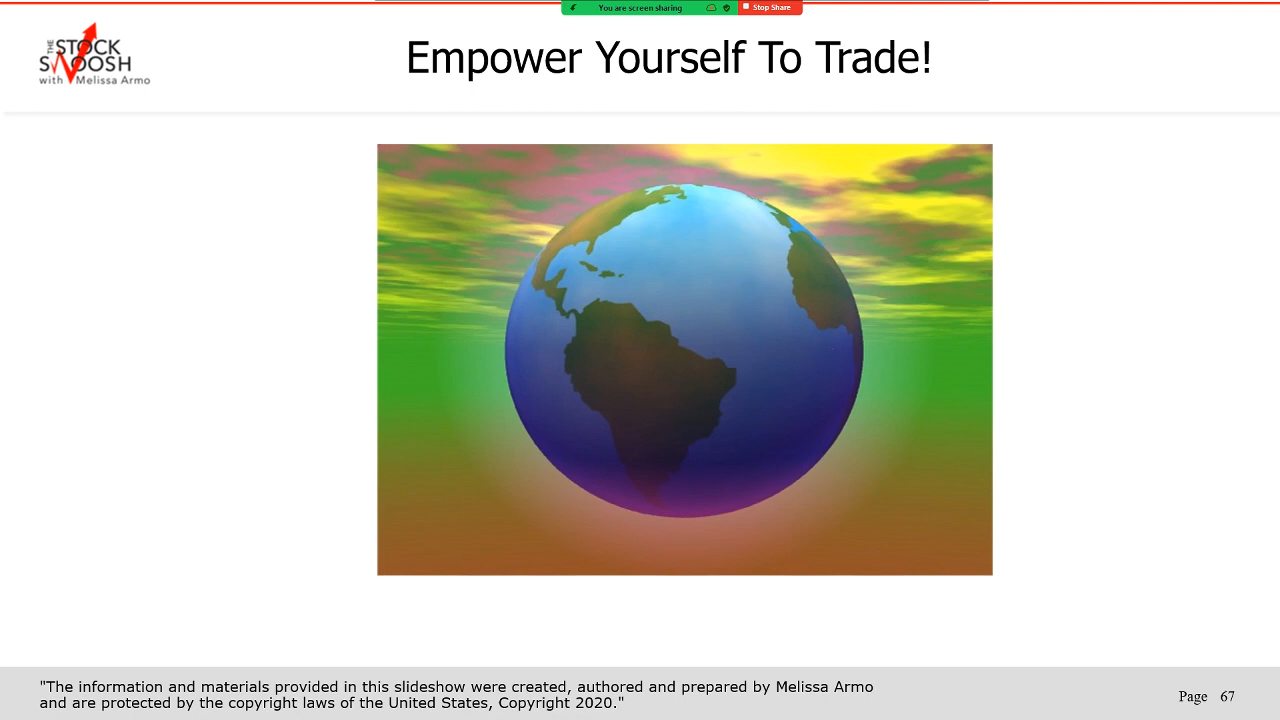 You are screen sharing
Stop Share
THE
STOCK
SWOOSH
with Melissa Armo
Empower Yourself To Trade!
"The information and materials provided in this slideshow were created, authored and prepared by Melissa Armo
and are protected by the copyright laws of the United States, Copyright 2020."
Page 67